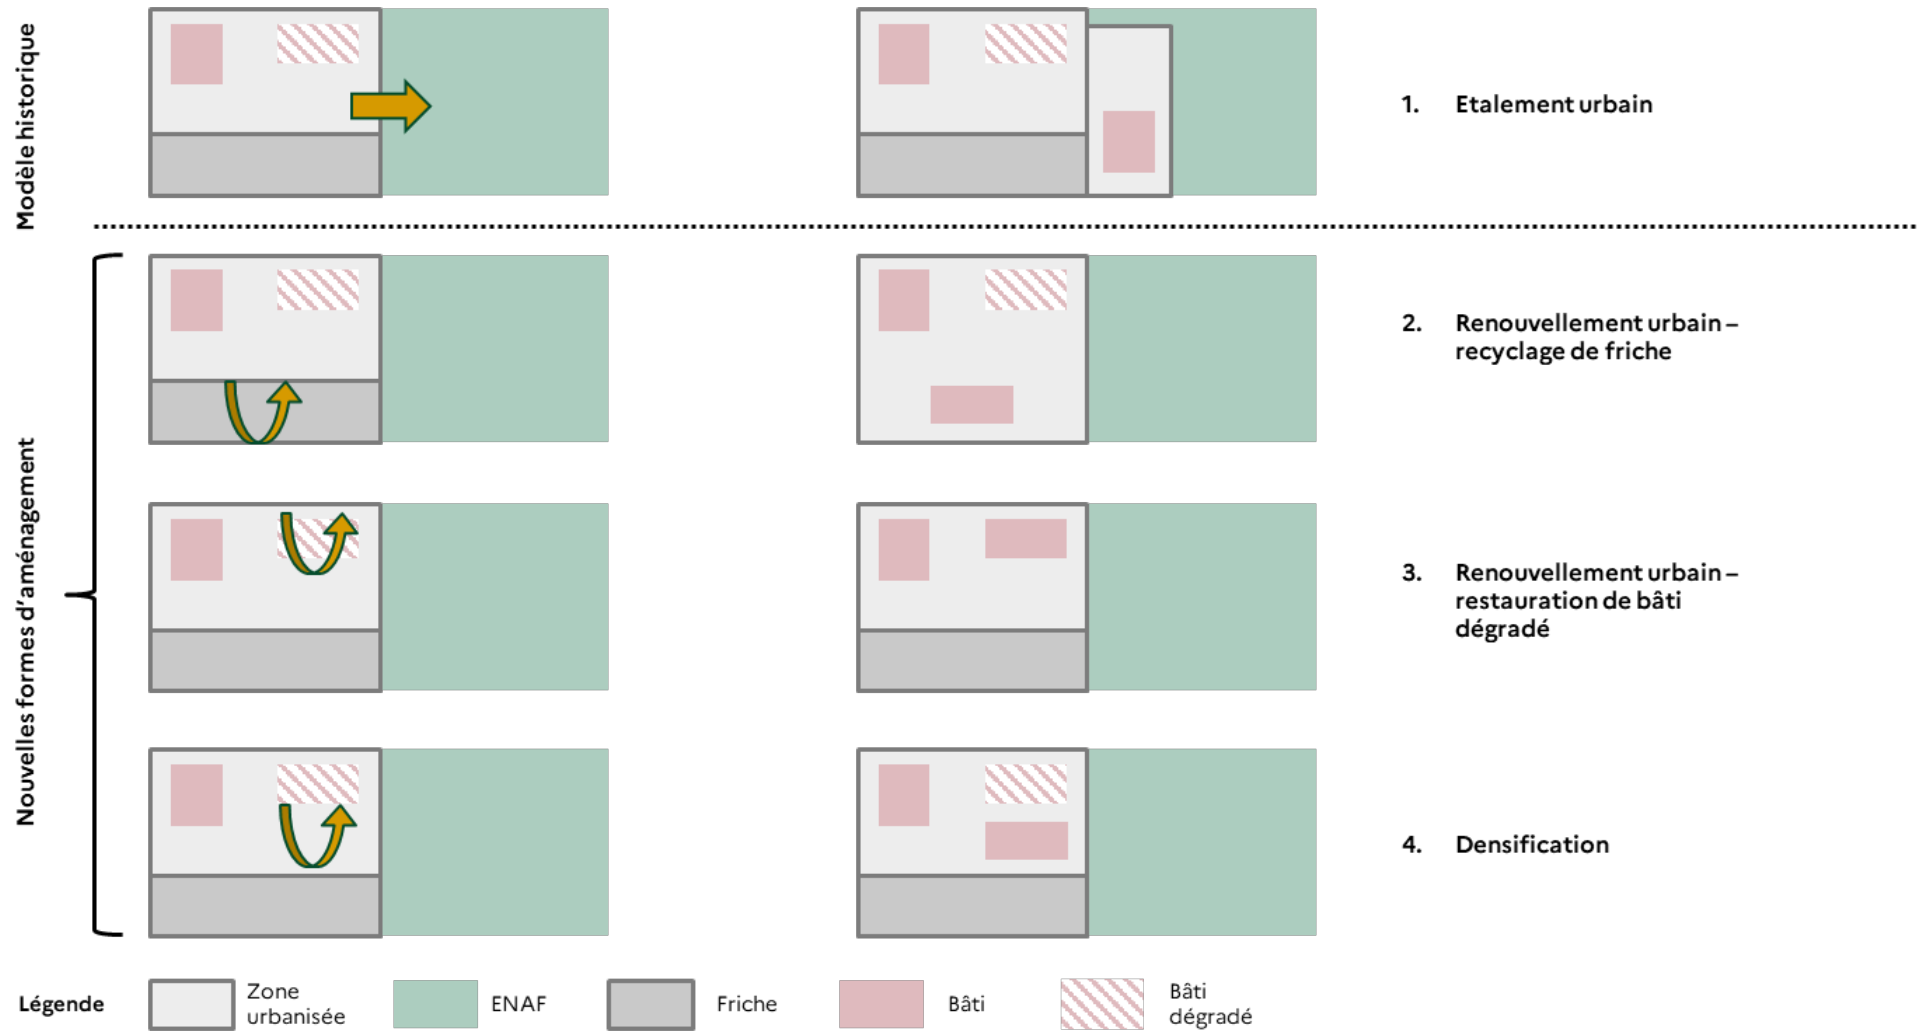 Modèle historique
1. Etalement urbain
Nouvelles formes d'aménagement
2. Renouvellement urbain –
recyclage de friche
3. Renouvellement urbain –
restauration de bâti
dégradé
4. Densification
Légende
Zone
urbanisée
ENAF
Friche
Bâti
Bâti
dégradé